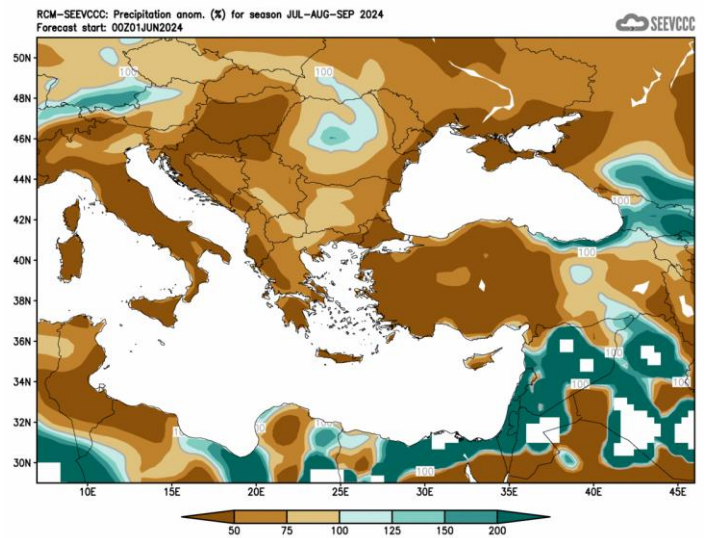 RCM-SEEVCCC: Precipitation anom. (%) for season JUL-AUG-SEP 2024
Forecast start: 00Z01JUN2024
SEEVCCC
50N
48N
46N
44N
42N
40N
38N
36N
34N
32N
30N
100
100
100
100
100
100
100
100
100
10E
15E
20E
25E
30E
35E
40E
45E
50
75
100
125
150
200